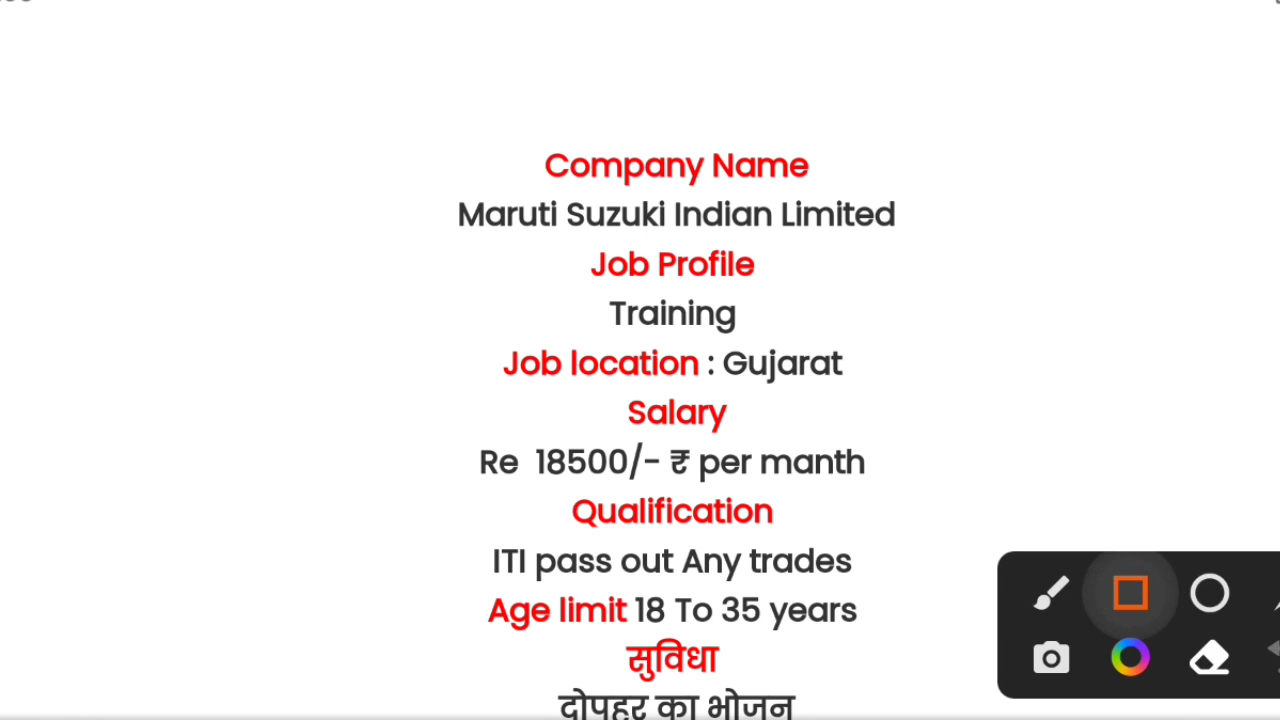 Company Name
Maruti Suzuki Indian Limited
Job Profile
Training
Job location : Gujarat
Salary
Re 18500/- ₹ per manth
Qualification
ITI pass out Any trades
Age limit 18 To 35 years
सुविधा
दोपहर का भोजन